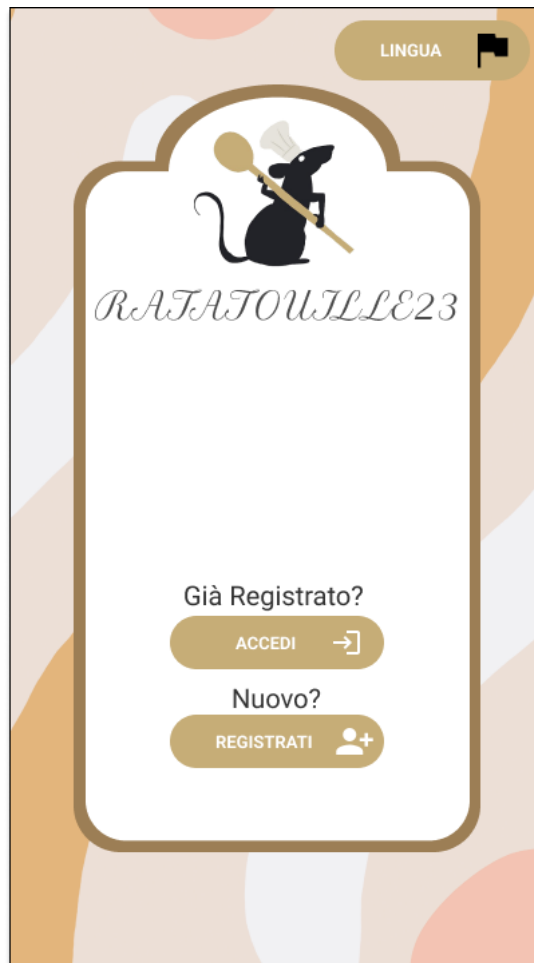 LINGUA
RATATOUILLE23
Già Registrato?
ACCEDI
Nuovo?
REGISTRATI